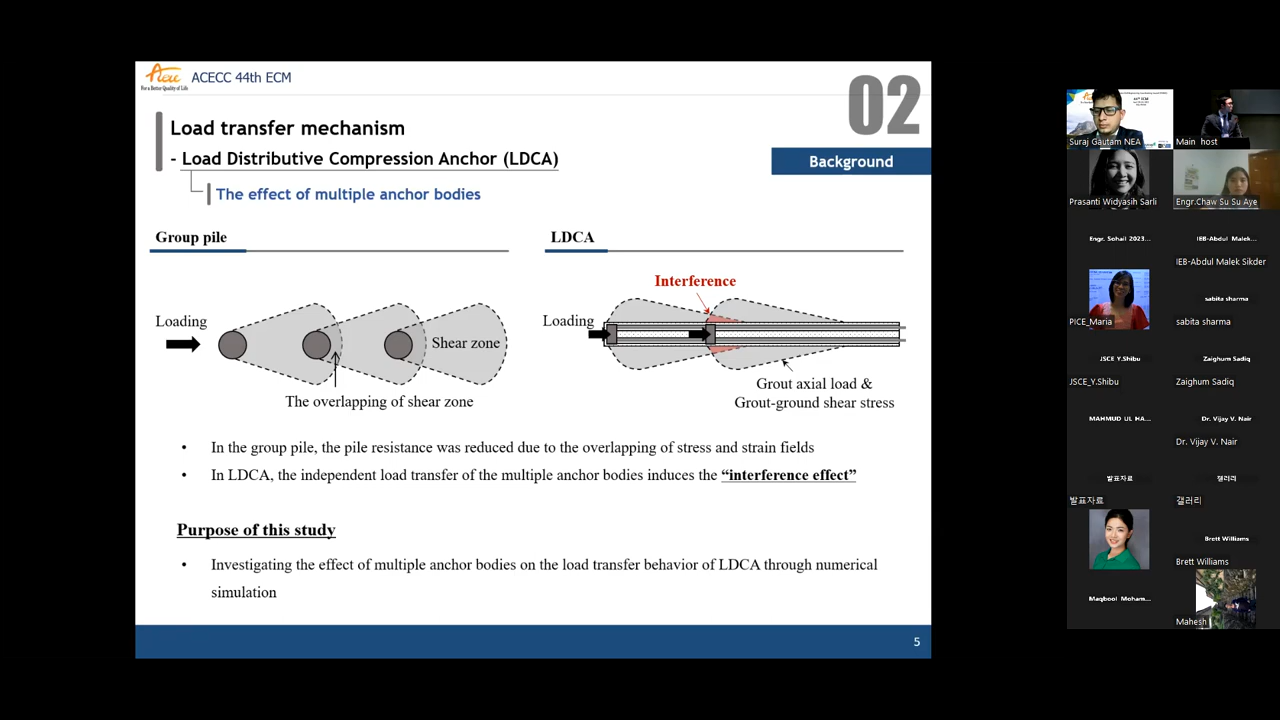 Acecc
For a Better Quality of Life
ACECC 44th ECM
02
Load transfer mechanism
- Load Distributive Compression Anchor (LDCA)
Background
The effect of multiple anchor bodies
Group pile
LDCA
Loading
Shear zone
The overlapping of shear zone
Interference
Loading
Grout axial load &
Grout-ground shear stress
• In the group pile, the pile resistance was reduced due to the overlapping of stress and strain fields
• In LDCA, the independent load transfer of the multiple anchor bodies induces the “interference effect”
Purpose of this study
• Investigating the effect of multiple anchor bodies on the load transfer behavior of LDCA through numerical
simulation
5
44th ECM
Suraj Gautam NEA
Main host
Prasanti Widyasih Sarli
Engr.Chaw Su Su Aye
Engr. Sohail 2023...
IEB-Abdul Malek...
IEB-Abdul Malek Sikder
PICE_Maria
sabita sharma
sabita sharma
JSCE Y.Shibu
JSCE_Y.Shibu
Zaighum Sadiq
Zaighum Sadiq
MAHMUD UL HA...
Dr. Vijay V. Nair
Dr. Vijay V. Nair
발표자료
발표자료
갤러리
갤러리
Brett Williams
Brett Williams
Maqbool Moham...
Mahesh